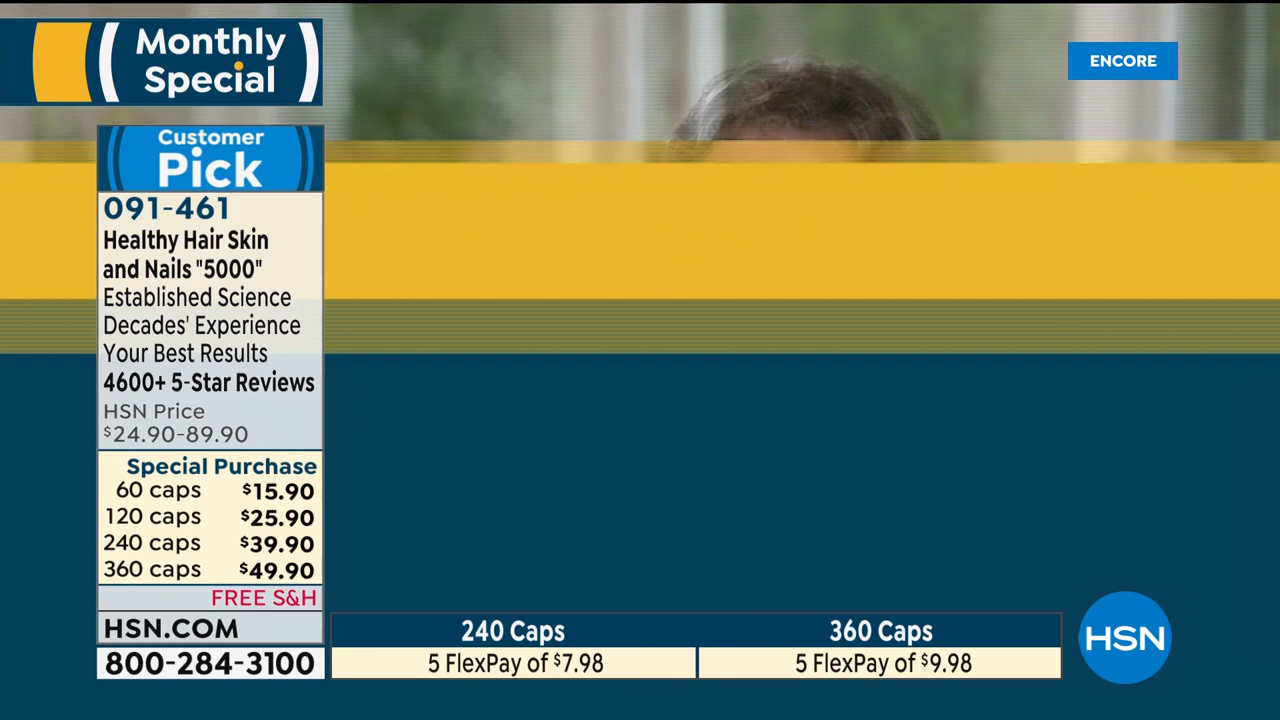 Monthly
Special
ENCORE
Customer
Pick
091-461
Healthy Hair Skin
and Nails "5000"
Established Science
Decades' Experience
Your Best Results
4600+ 5-Star Reviews
HSN Price
$24.90-89.90
Special Purchase
60 caps $15.90
120 caps $25.90
240 caps $39.90
360 caps $49.90
FREE S&H
HSN.COM
800-284-3100
240 Caps
5 FlexPay of $7.98
360 Caps
5 FlexPay of $9.98
HSN